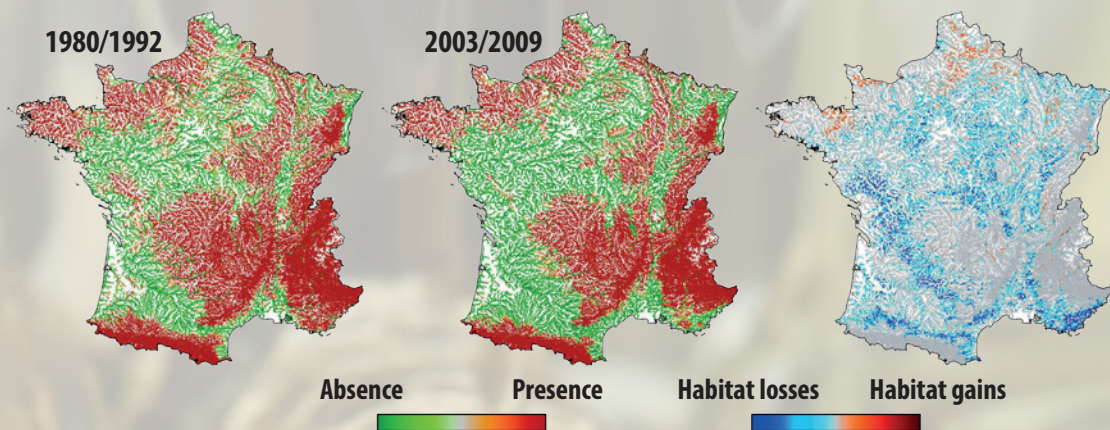 1980/1992
2003/2009
Absence Presence
Habitat losses Habitat gains